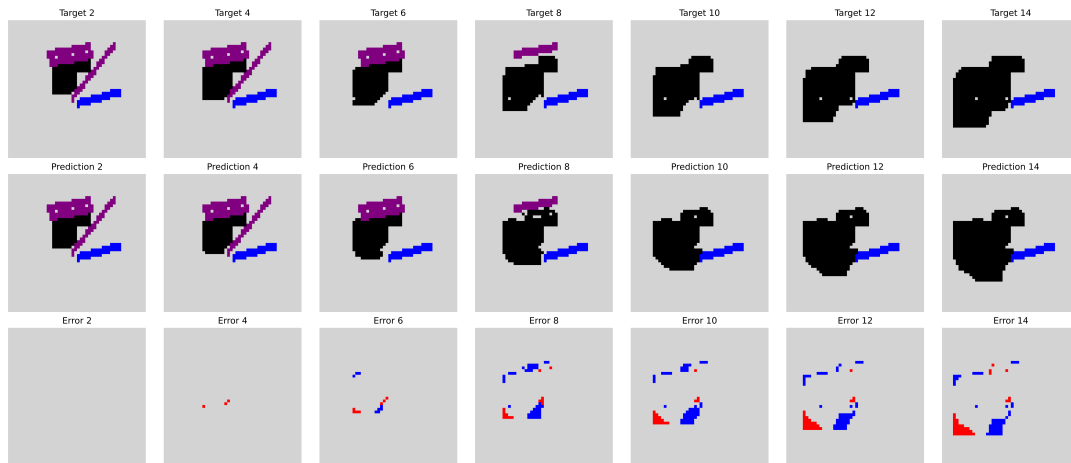 Target 2 Target 4 Target 6 Target 8 Target 10 Target 12 Target 14
Prediction 2 Prediction 4 Prediction 6 Prediction 8 Prediction 10 Prediction 12 Prediction 14
Error 2 Error 4 Error 6 Error 8 Error 10 Error 12 Error 14